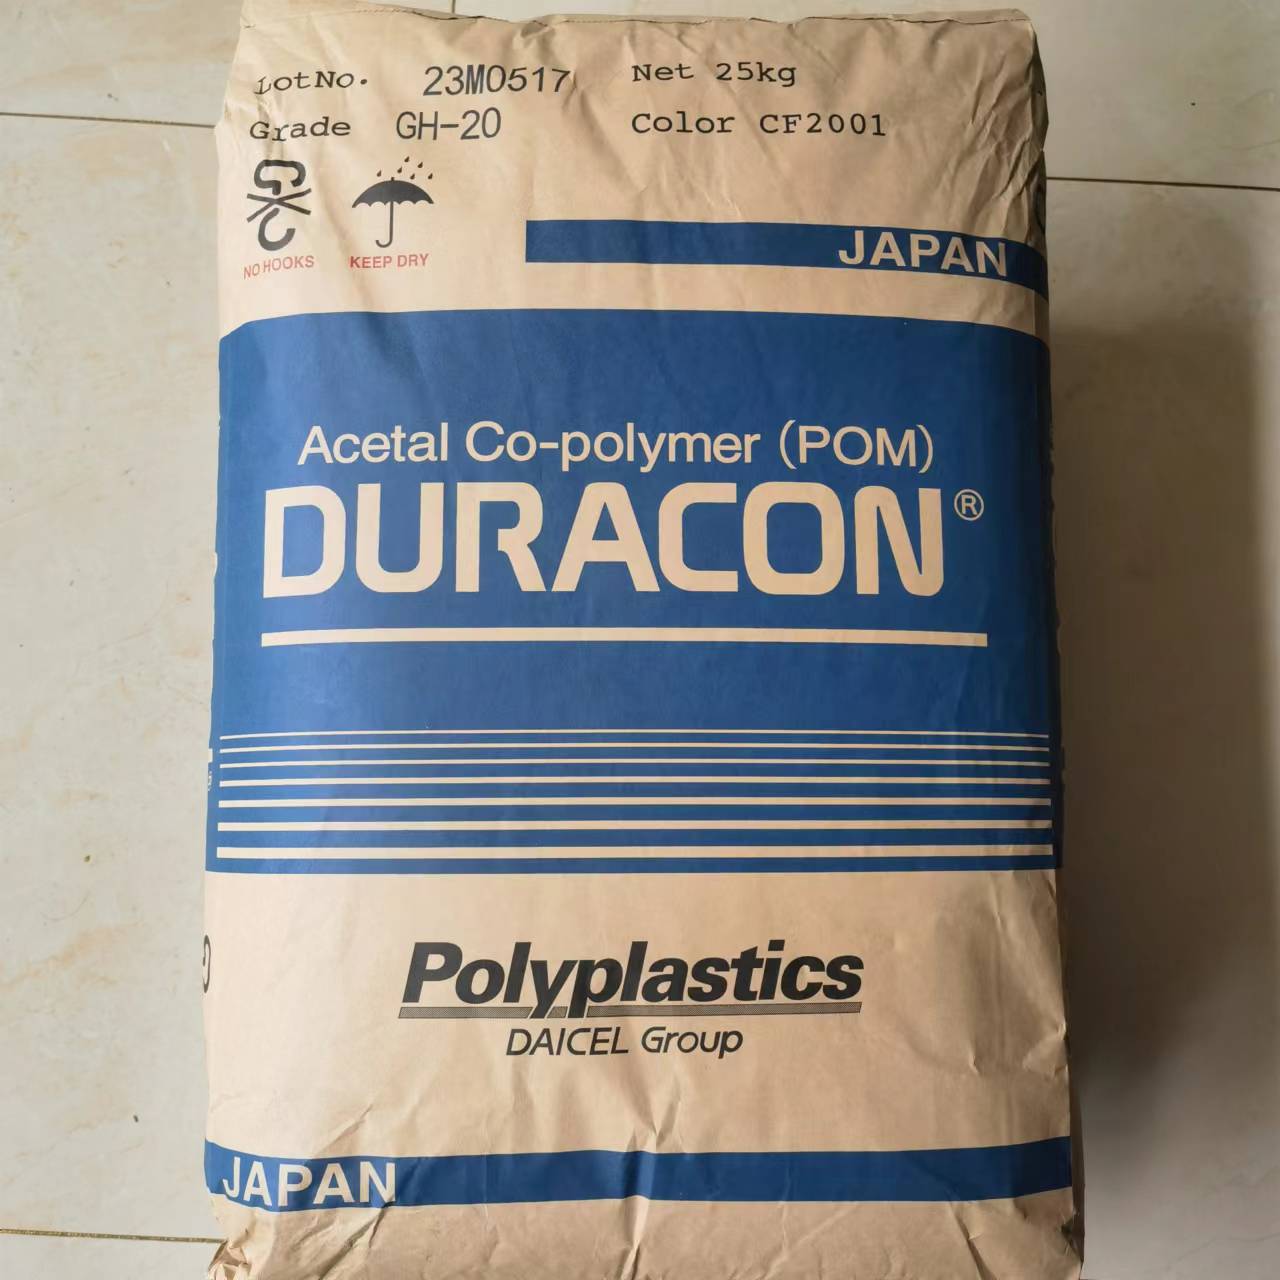 Lot No. 23M0517 Net 25kg
Grade GH-20 Color CF2001
NO HOOKS KEEP DRY
JAPAN
Acetal Co-polymer (POM)
DURACON®
Polyplastics
DAICEL Group
JAPAN